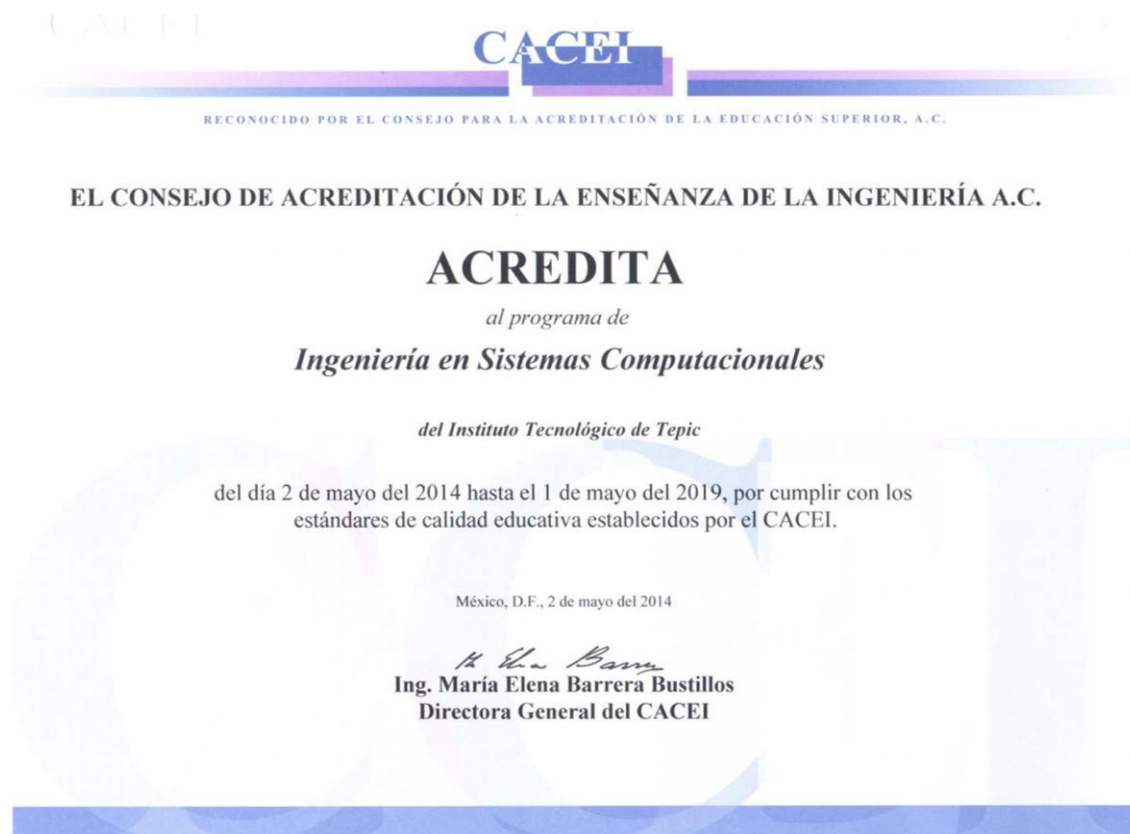 CACEI
RECONOCIDO POR EL CONSEJO PARA LA ACREDITACIÓN DE LA EDUCACIÓN SUPERIOR, A.C.
EL CONSEJO DE ACREDITACIÓN DE LA ENSEÑANZA DE LA INGENIERÍA A.C.
ACREDITA
al programa de
Ingeniería en Sistemas Computacionales
del Instituto Tecnológico de Tepic
del día 2 de mayo del 2014 hasta el 1 de mayo del 2019, por cumplir con los
estándares de calidad educativa establecidos por el CACEI.
México, D.F., 2 de mayo del 2014
Ing. María Elena Barrera Bustillos
Directora General del CACEI